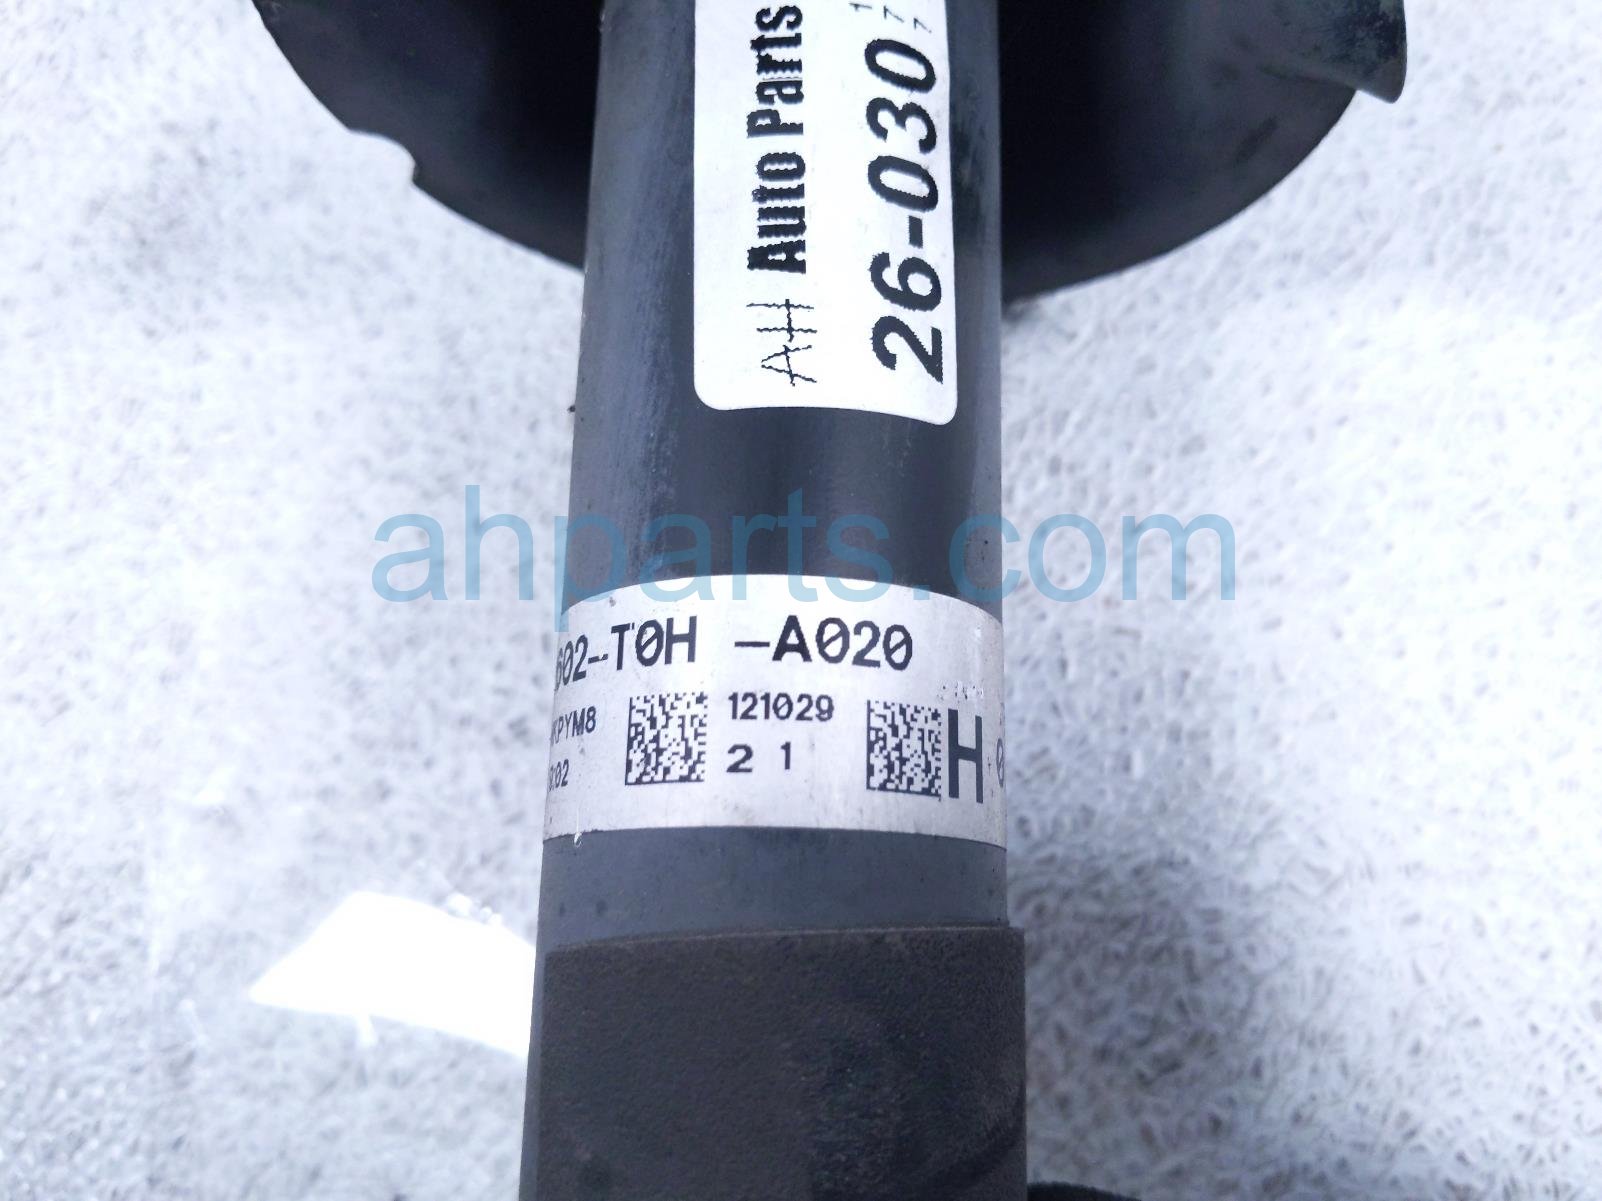 AH Auto Parts
26-030
ahparts.com
602-T0H -A020
KPYM8
121029
H
02
2 1